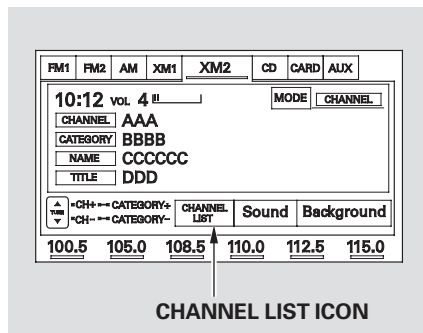 FM1 FM2 AM XM1 XM2 CD CARD AUX
10:12 VOL 4 MODE CHANNEL
CHANNEL AAA
CATEGORY BBBB
NAME CCCCCC
TITLE DDD
TUNE CH+ CATEGORY+ CHANNEL LIST Sound Background
CH– CATEGORY–
100.5 105.0 108.5 110.0 112.5 115.0
CHANNEL LIST ICON